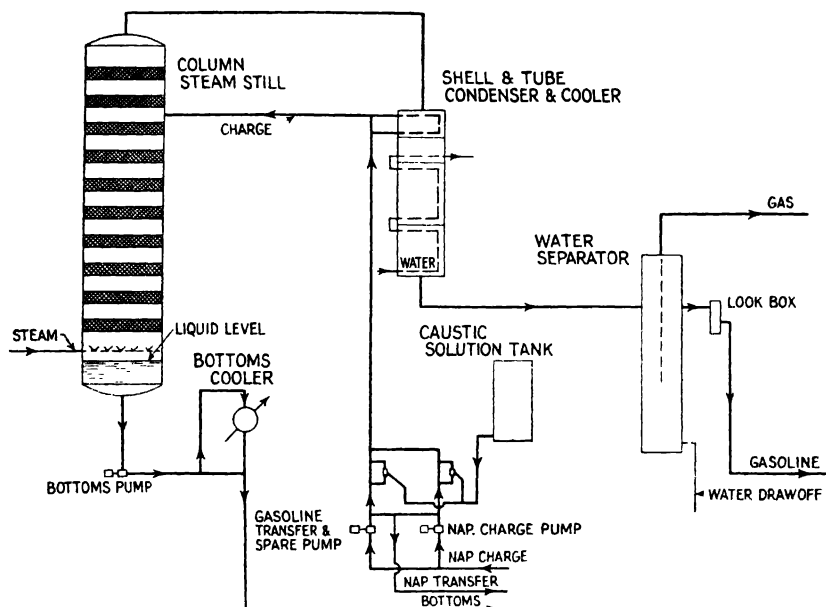 COLUMN
STEAM STILL
SHELL & TUBE
CONDENSER & COOLER
CHARGE
GAS
WATER
SEPARATOR
WATER
LOOK BOX
STEAM
LIQUID LEVEL
CAUSTIC
SOLUTION TANK
BOTTOMS
COOLER
GASOLINE
BOTTOMS PUMP
WATER DRAWOFF
GASOLINE
TRANSFER &
SPARE PUMP
NAP. CHARGE PUMP
NAP CHARGE
NAP TRANSFER
BOTTOMS